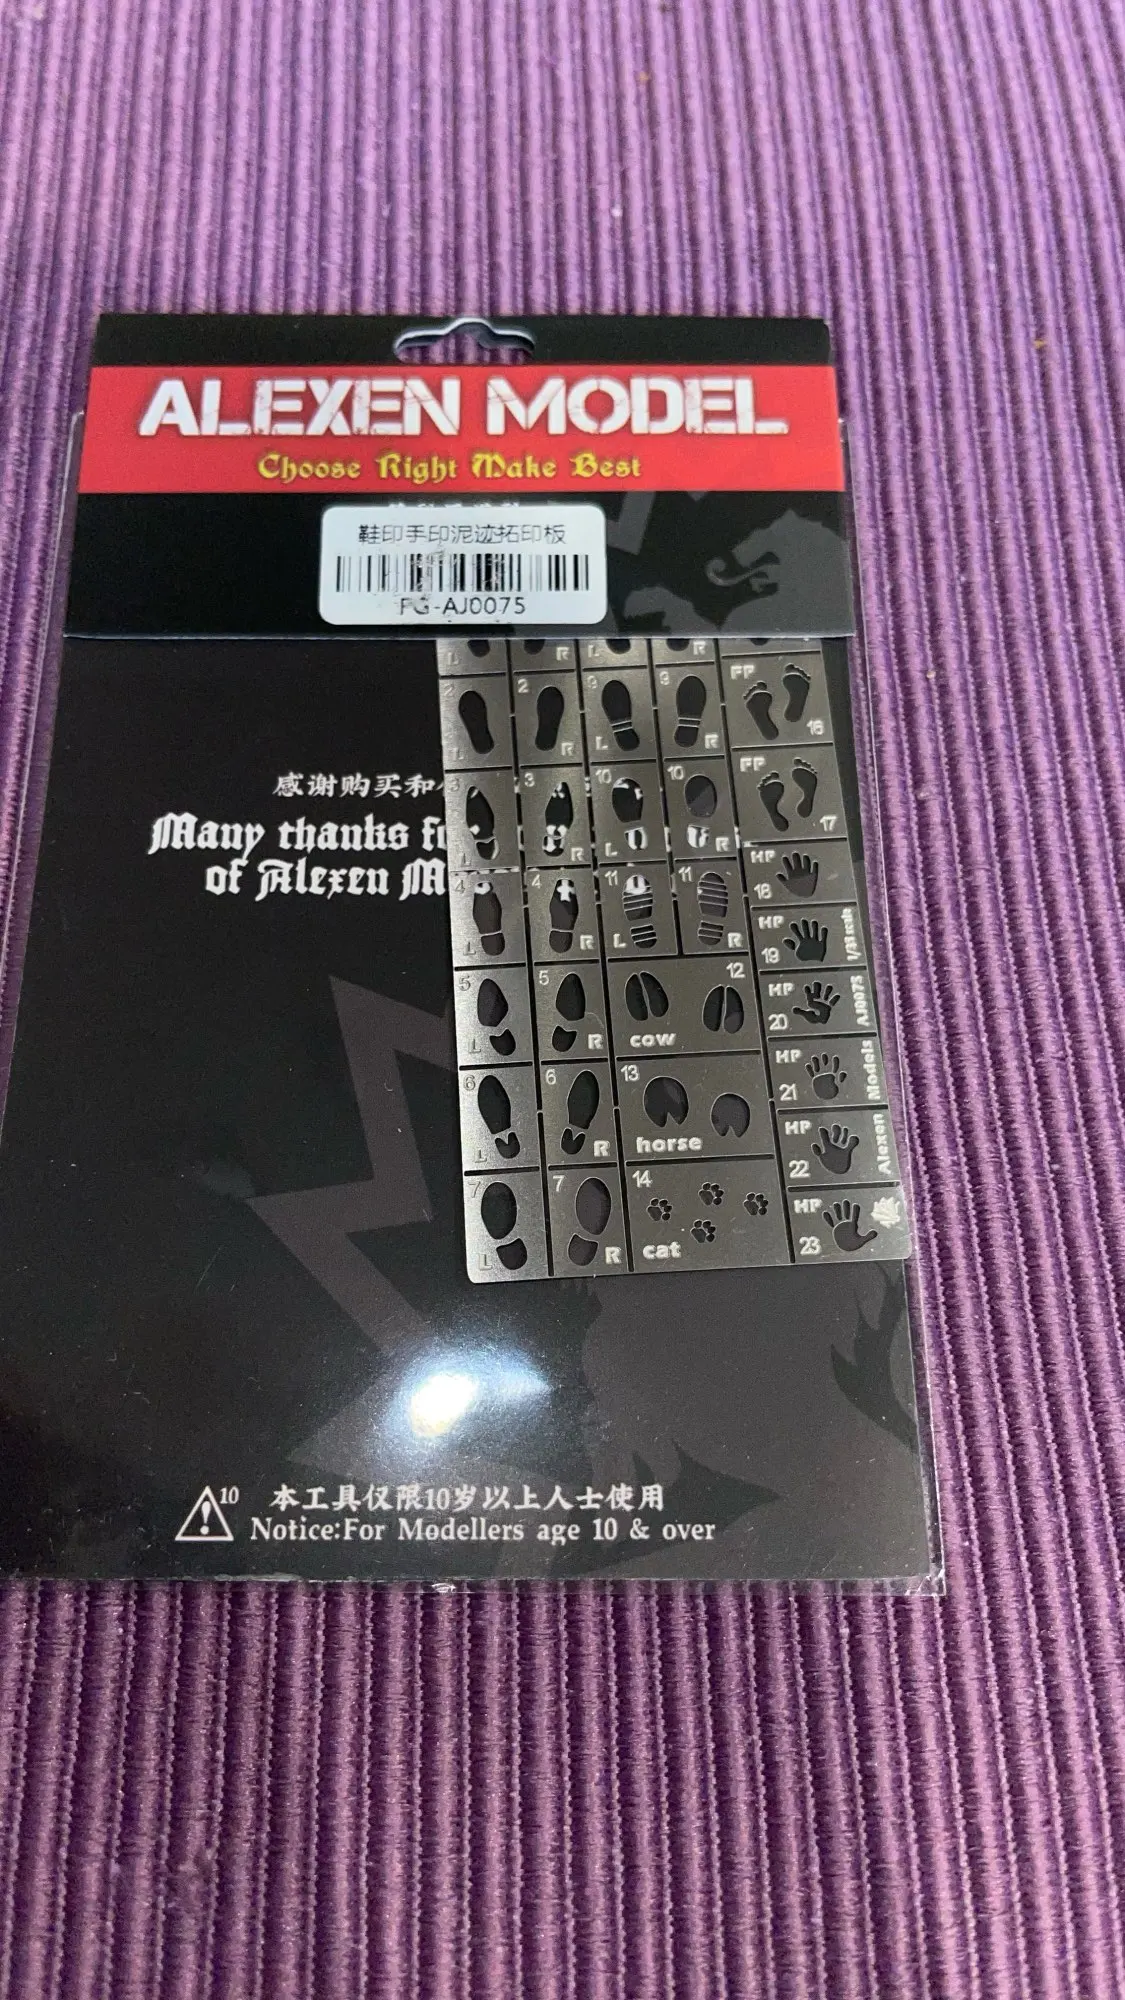 ALEXEN MODEL
Choose Right Make Best
鞋印手印泥迹拓印板
FG-AJ0075
感谢购买和
Many thanks
of Alexen
L R L R
2 L
2 R
9 L
9 R
FP 16
3 L
3 R
10 L
10 R
FP 17
HP 18
4 L
4 R
11 L
11 R
HP 19
5 L
5 R
12 cow
HP 20
6 L
6 R
13 horse
HP 21
HP 22
7 L
7 R
14 cat
HP 23
Alexen Models AJ0075
10
本工具仅限10岁以上人士使用
Notice:For Modellers age 10 & over